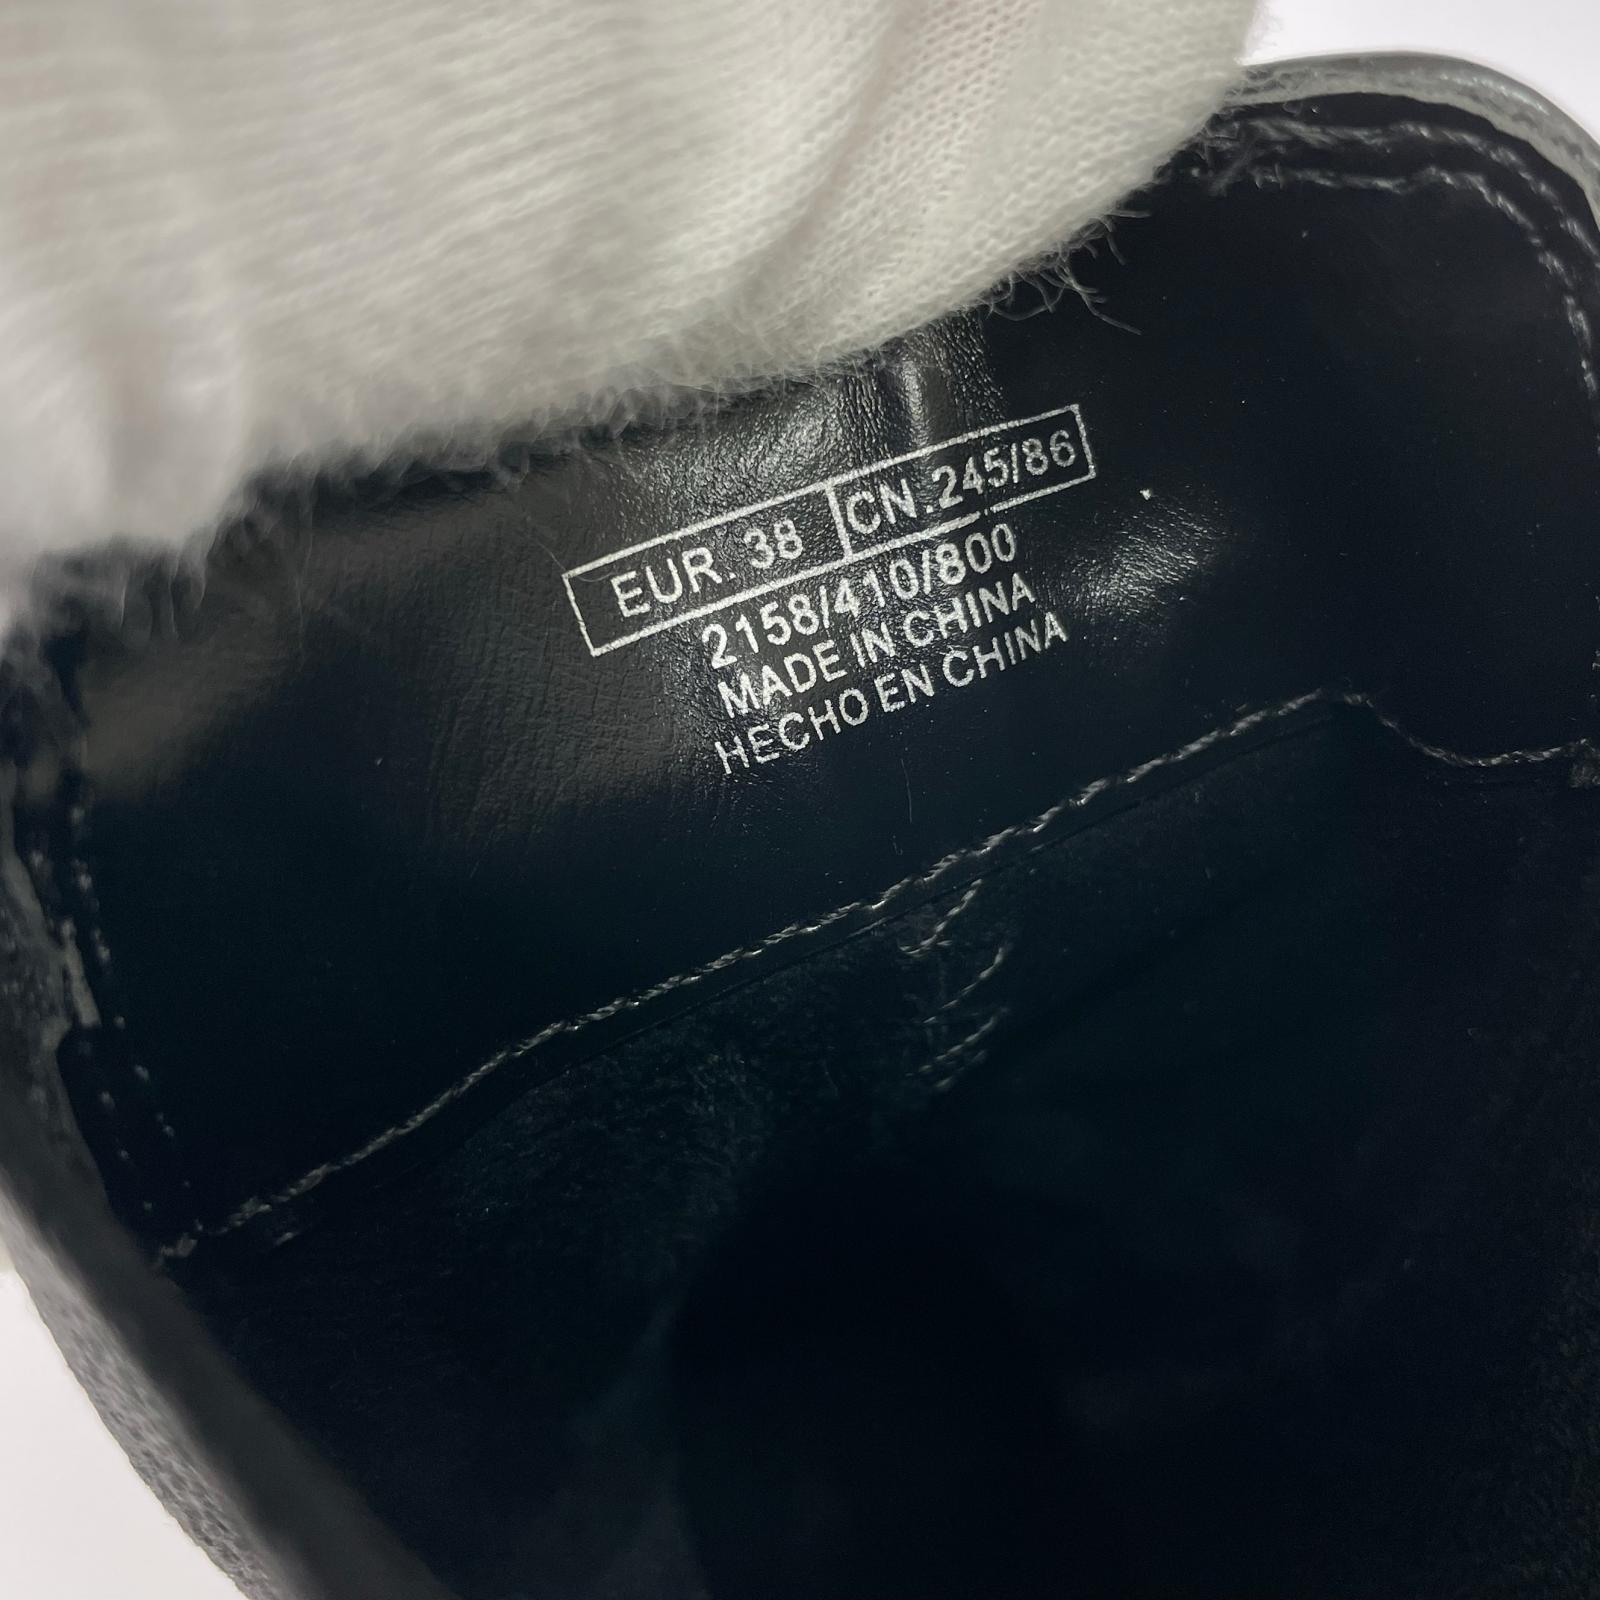 EUR. 38 CN.245/86
2158/410/800
MADE IN CHINA
HECHO EN CHINA